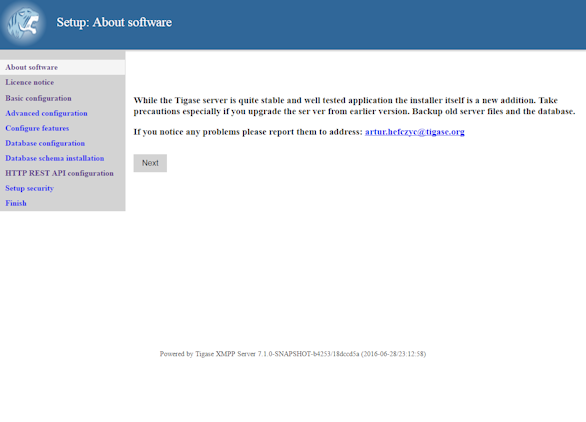 Setup: About software
About software
Licence notice
Basic configuration
Advanced configuration
Configure features
Database configuration
Database schema installation
HTTP REST API configuration
Setup security
Finish
While the Tigase server is quite stable and well tested application the installer itself is a new addition. Take
precautions especially if you upgrade the ser ver from earlier version. Backup old server files and the database.
If you notice any problems please report them to address: artur.hefczyc@tigase.org
Next
Powered by Tigase XMPP Server 7.1.0-SNAPSHOT-b4253/18dccd5a (2016-06-28/23:12:58)